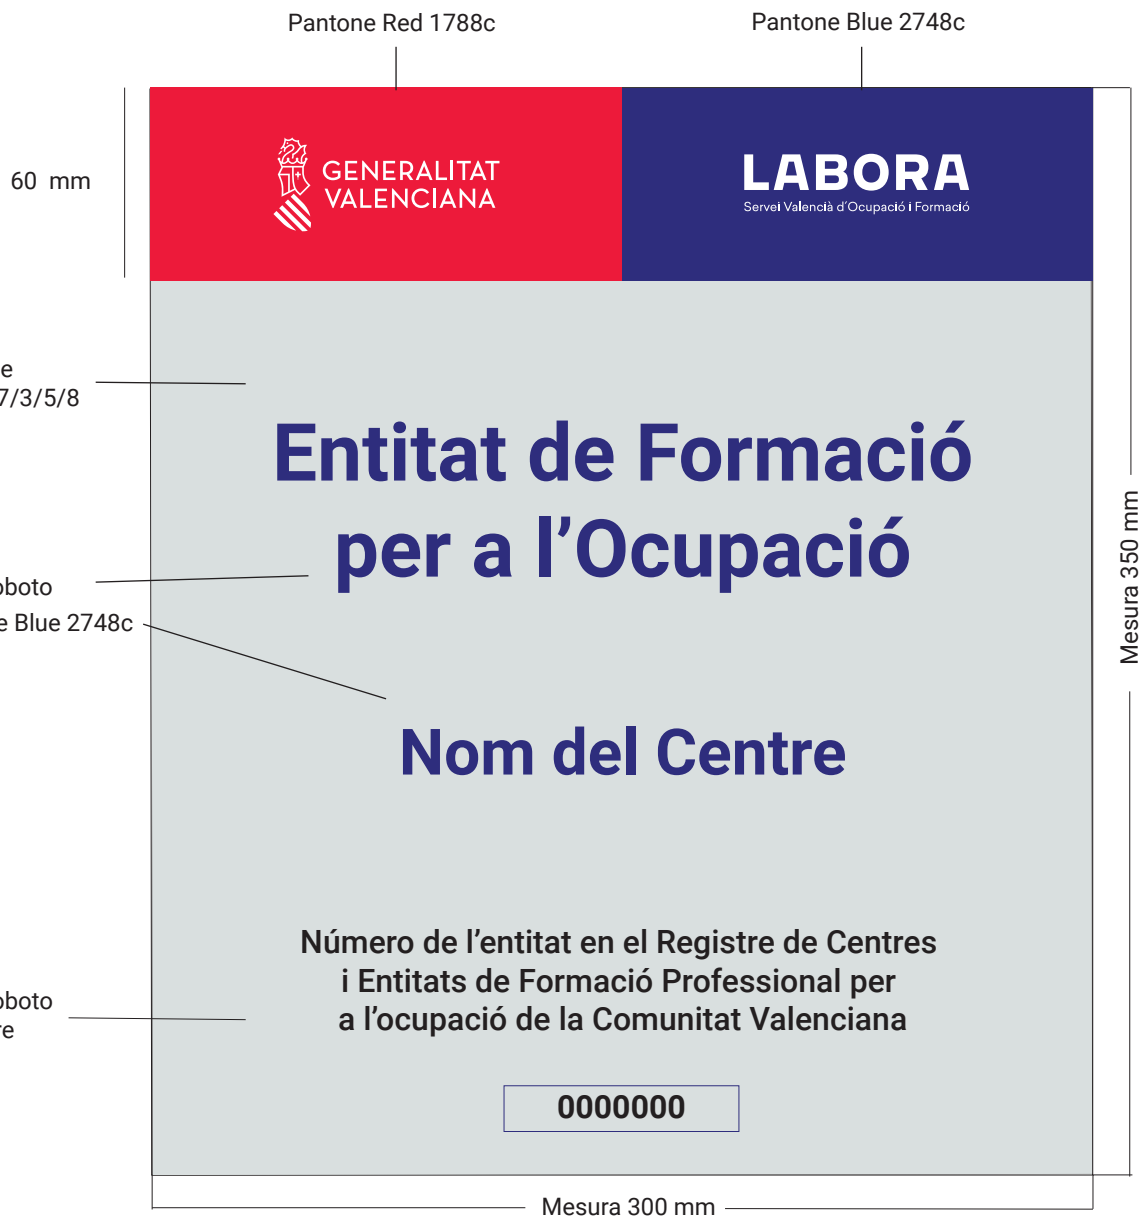 Pantone Red 1788c
Pantone Blue 2748c
60 mm
GENERALITAT
VALENCIANA
LABORA
Servei Valencià d'Ocupació i Formació
7/3/5/8
Entitat de Formació
per a l’Ocupació
Blue 2748c
Mesura 350 mm
Nom del Centre
Número de l’entitat en el Registre de Centres
i Entitats de Formació Professional per
a l’ocupació de la Comunitat Valenciana
0000000
Mesura 300 mm